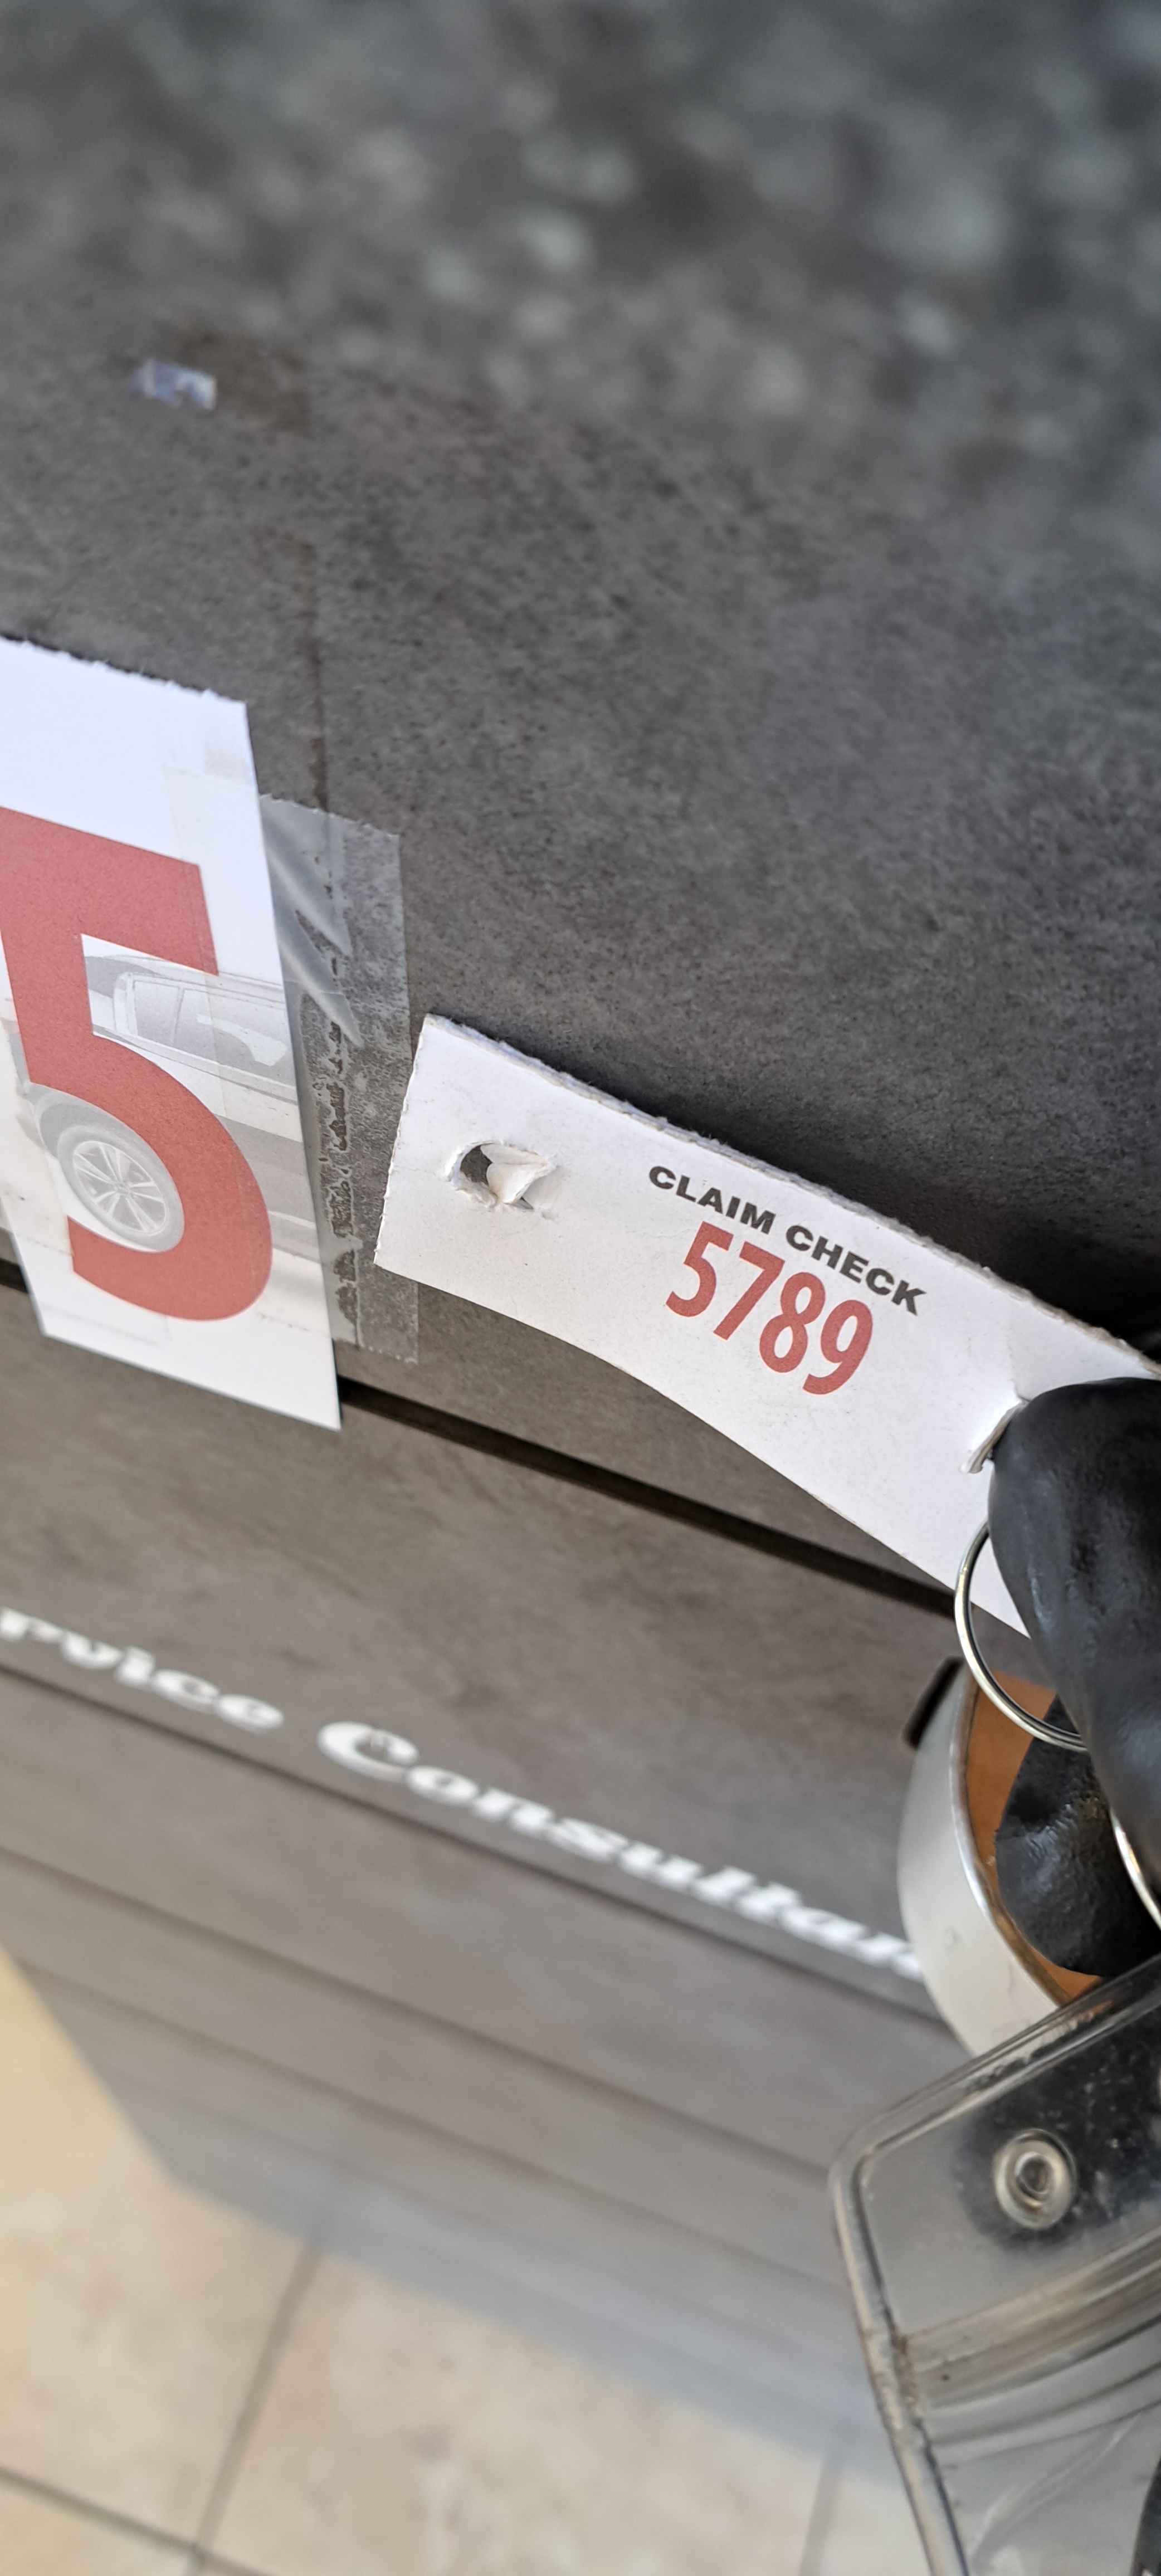 5
CLAIM CHECK
5789
rvice Consultan